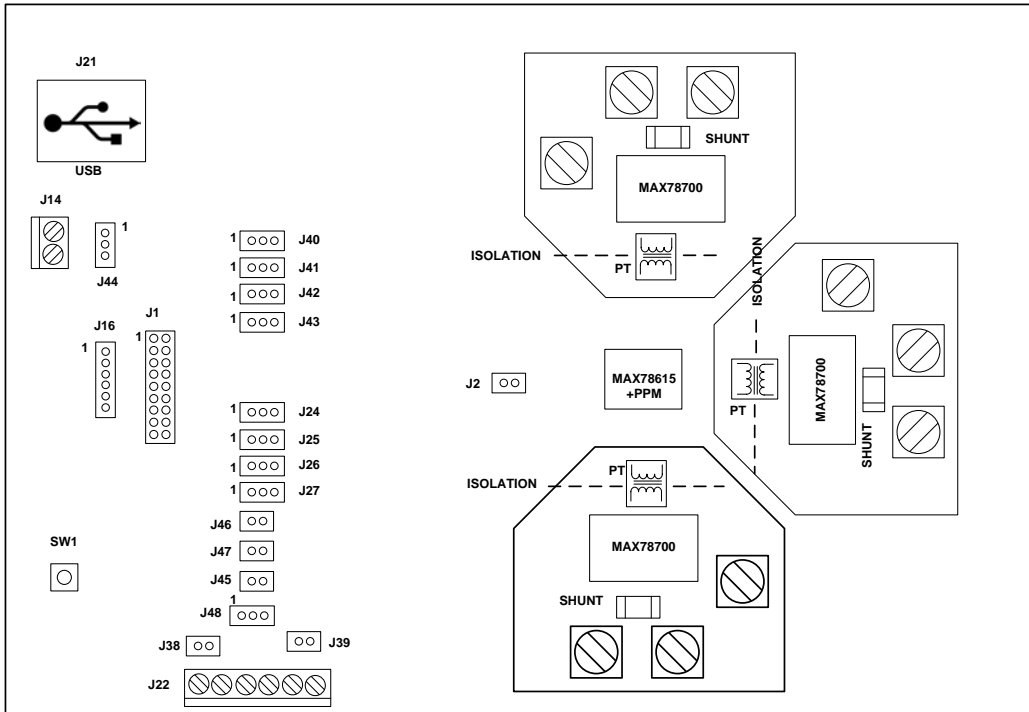 J21
USB
J14
1
J44
J16
1
J1
1
1
J40
1
J41
1
J42
1
J43
1
J24
1
J25
1
J26
1
J27
J46
J47
J45
1
J48
J38
J39
J22
SW1
J2
MAX78615
+PPM
SHUNT
MAX78700
ISOLATION
PT
ISOLATION
MAX78700
PT
SHUNT
PT
ISOLATION
MAX78700
SHUNT